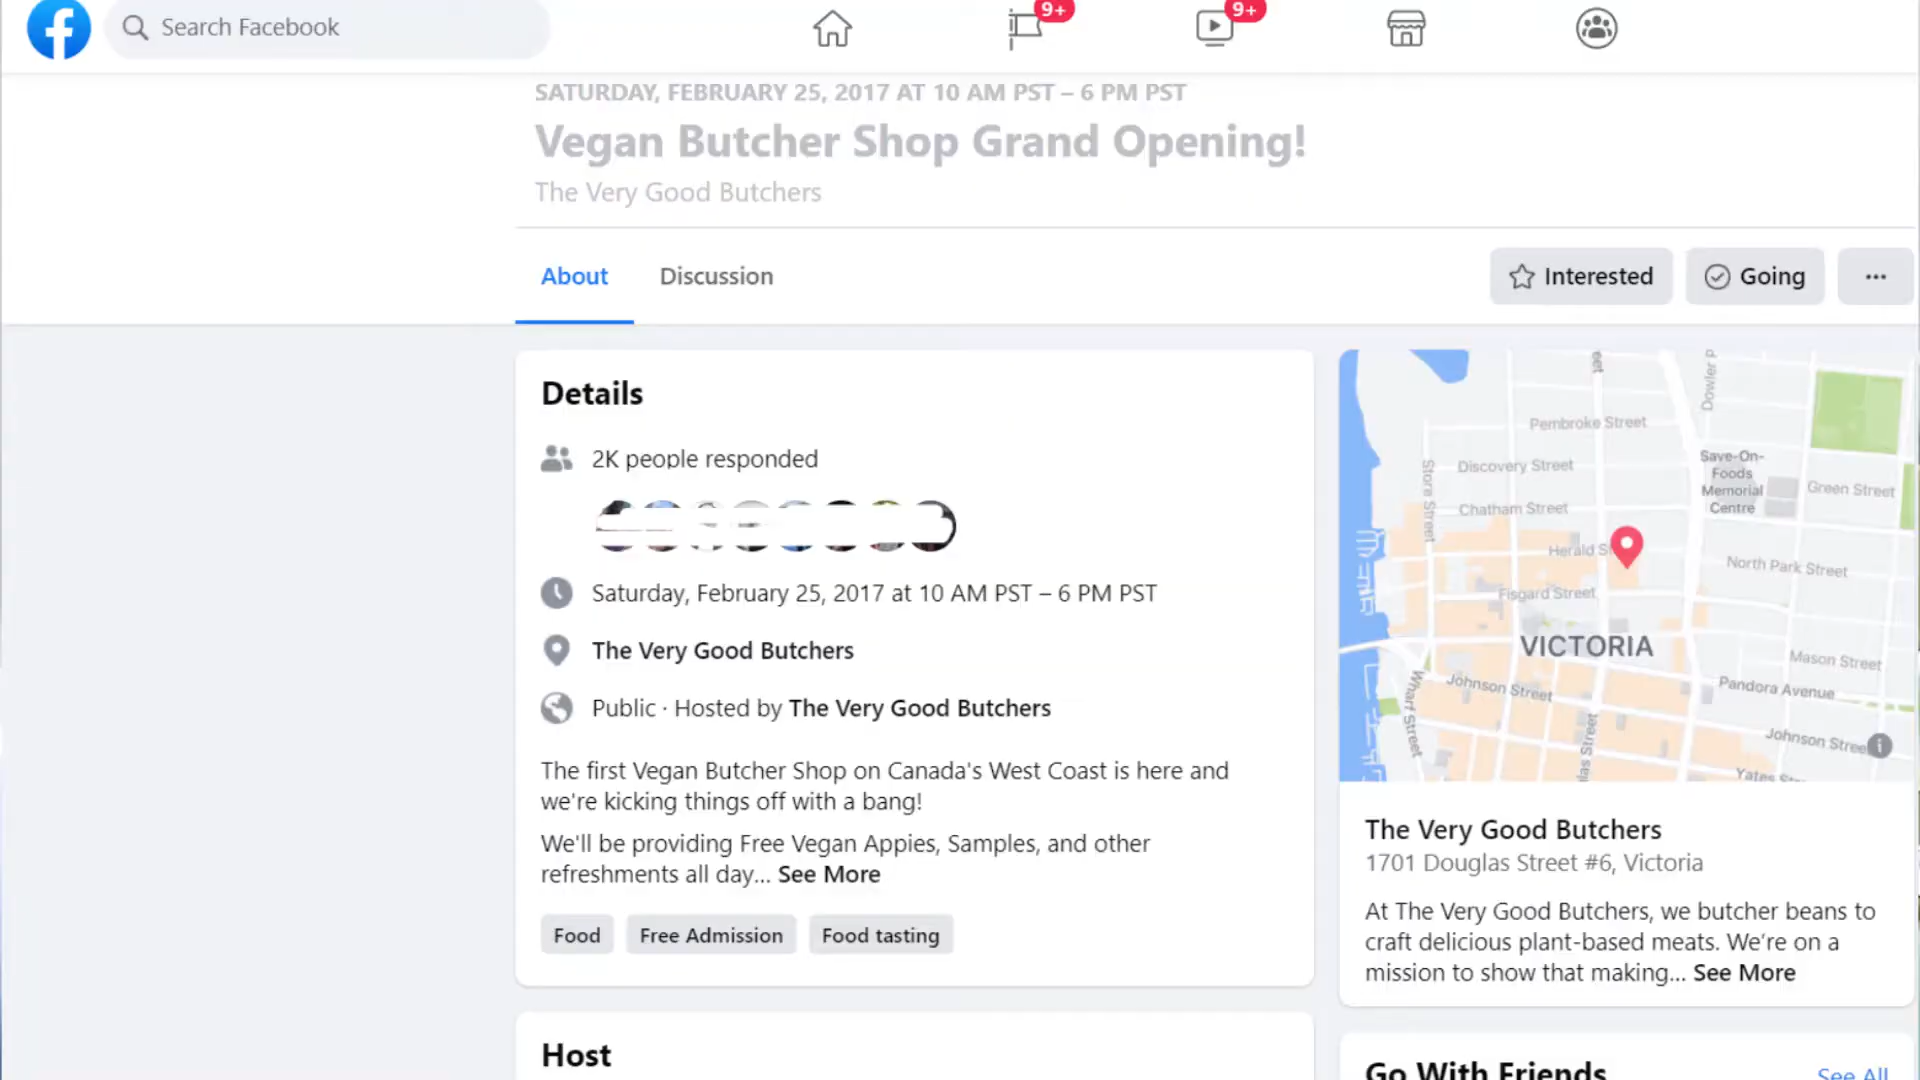 Search Facebook
9+
9+
SATURDAY, FEBRUARY 25, 2017 AT 10 AM PST – 6 PM PST
Vegan Butcher Shop Grand Opening!
The Very Good Butchers
About
Discussion
Interested
Going
Details
2K people responded
Saturday, February 25, 2017 at 10 AM PST – 6 PM PST
The Very Good Butchers
Public · Hosted by The Very Good Butchers
The first Vegan Butcher Shop on Canada's West Coast is here and
we're kicking things off with a bang!
We'll be providing Free Vegan Appies, Samples, and other
refreshments all day... See More
Food
Free Admission
Food tasting
Host
Pembroke Street
Discovery Street
Chatham Street
Store Street
Save-On-
Foods
Memorial
Centre
Green Street
Herald S
North Park Street
Fisgard Street
VICTORIA
Mason Street
Pandora Avenue
Johnson Street
Wharf Street
Johnson Stree
Yates
The Very Good Butchers
1701 Douglas Street #6, Victoria
At The Very Good Butchers, we butcher beans to
craft delicious plant-based meats. We’re on a
mission to show that making... See More
Go With Friends
See All